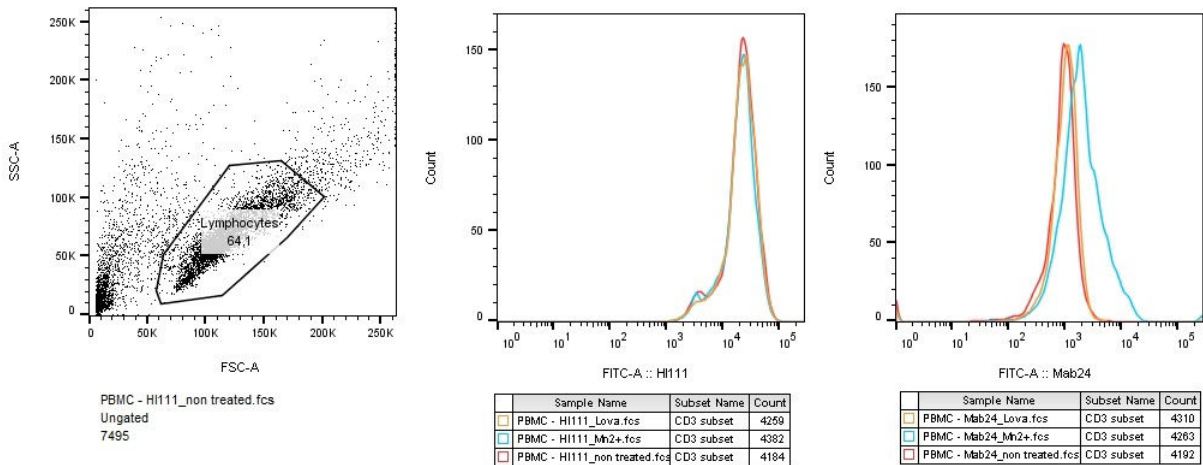 250K
200K
150K
100K
50K
0
SSC-A
Lymphocytes
64,1
0 50K 100K 150K 200K 250K
FSC-A
PBMC - HI111_non treated.fcs
Ungated
7495
150
100
50
0
Count
10^0 10^1 10^2 10^3 10^4 10^5
FITC-A :: HI111
Sample Name Subset Name Count
PBMC - HI111_Lova.fcs CD3 subset 4259
PBMC - HI111_Mn2+.fcs CD3 subset 4382
PBMC - HI111_non treated.fcs CD3 subset 4184
150
100
50
0
Count
10^0 10^1 10^2 10^3 10^4 10^5
FITC-A :: Mab24
Sample Name Subset Name Count
PBMC - Mab24_Lova.fcs CD3 subset 4310
PBMC - Mab24_Mn2+.fcs CD3 subset 4263
PBMC - Mab24_non treated.fcs CD3 subset 4192